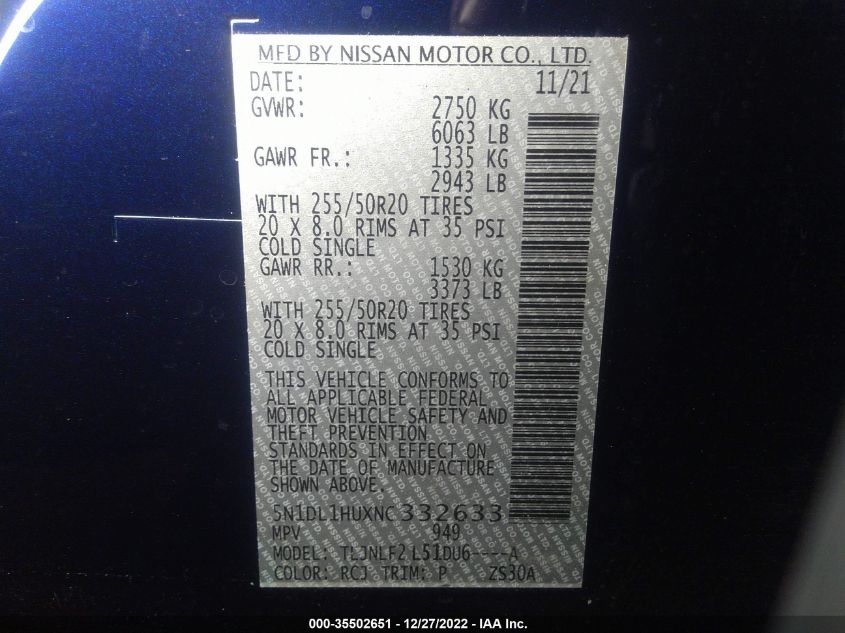 MFD BY NISSAN MOTOR CO., LTD.
DATE: 11/21
GVWR: 2750 KG
6063 LB
GAWR FR.: 1335 KG
2943 LB
WITH 255/50R20 TIRES
20 X 8.0 RIMS AT 35 PSI
COLD SINGLE
GAWR RR.: 1530 KG
3373 LB
WITH 255/50R20 TIRES
20 X 8.0 RIMS AT 35 PSI
COLD SINGLE
THIS VEHICLE CONFORMS TO
ALL APPLICABLE FEDERAL
MOTOR VEHICLE SAFETY AND
THEFT PREVENTION
STANDARDS IN EFFECT ON
THE DATE OF MANUFACTURE
SHOWN ABOVE.
5N1DL1HUXNC332633
MPV 949
MODEL: TLJNLF2 L51DU6----A
COLOR: RCJ TRIM: P ZS30A
000-35502651 - 12/27/2022 - IAA Inc.